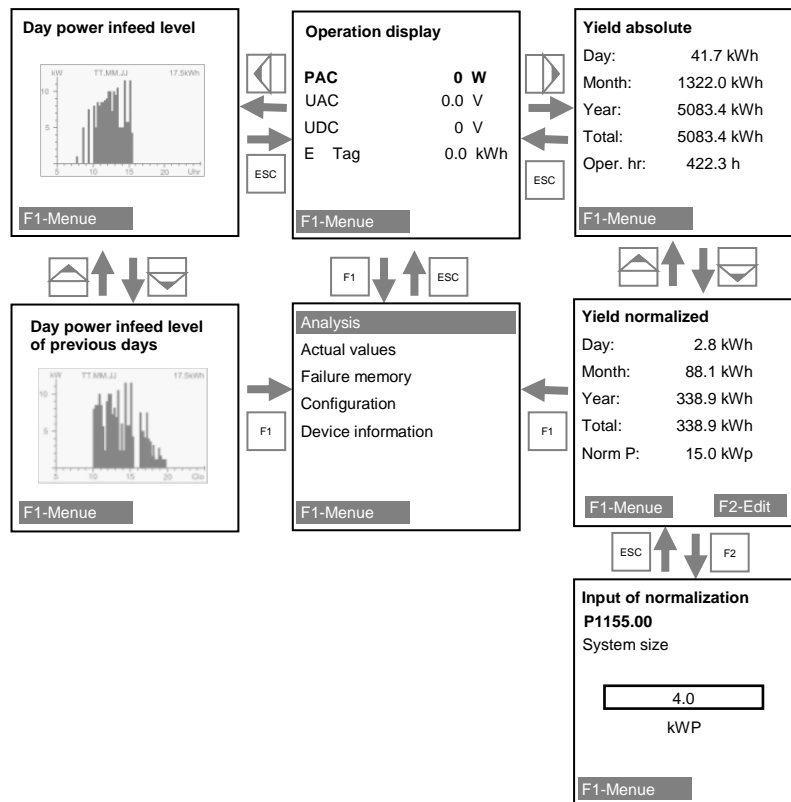 Day power infeed level
kW TT.MM.JJ 17.5kWh
10
5
5 10 15 20 Uhr
F1-Menue
Operation display
PAC 0 W
UAC 0.0 V
UDC 0 V
E Tag 0.0 kWh
F1-Menue
Yield absolute
Day: 41.7 kWh
Month: 1322.0 kWh
Year: 5083.4 kWh
Total: 5083.4 kWh
Oper. hr: 422.3 h
F1-Menue
ESC
ESC
F1
ESC
Day power infeed level
of previous days
kW TT.MM.JJ 17.5kWh
10
5
5 10 15 20 Clo
F1-Menue
F1
Analysis
Actual values
Failure memory
Configuration
Device information
F1-Menue
F1
Yield normalized
Day: 2.8 kWh
Month: 88.1 kWh
Year: 338.9 kWh
Total: 338.9 kWh
Norm P: 15.0 kWp
F1-Menue F2-Edit
ESC
F2
Input of normalization
P1155.00
System size
4.0
kWP
F1-Menue